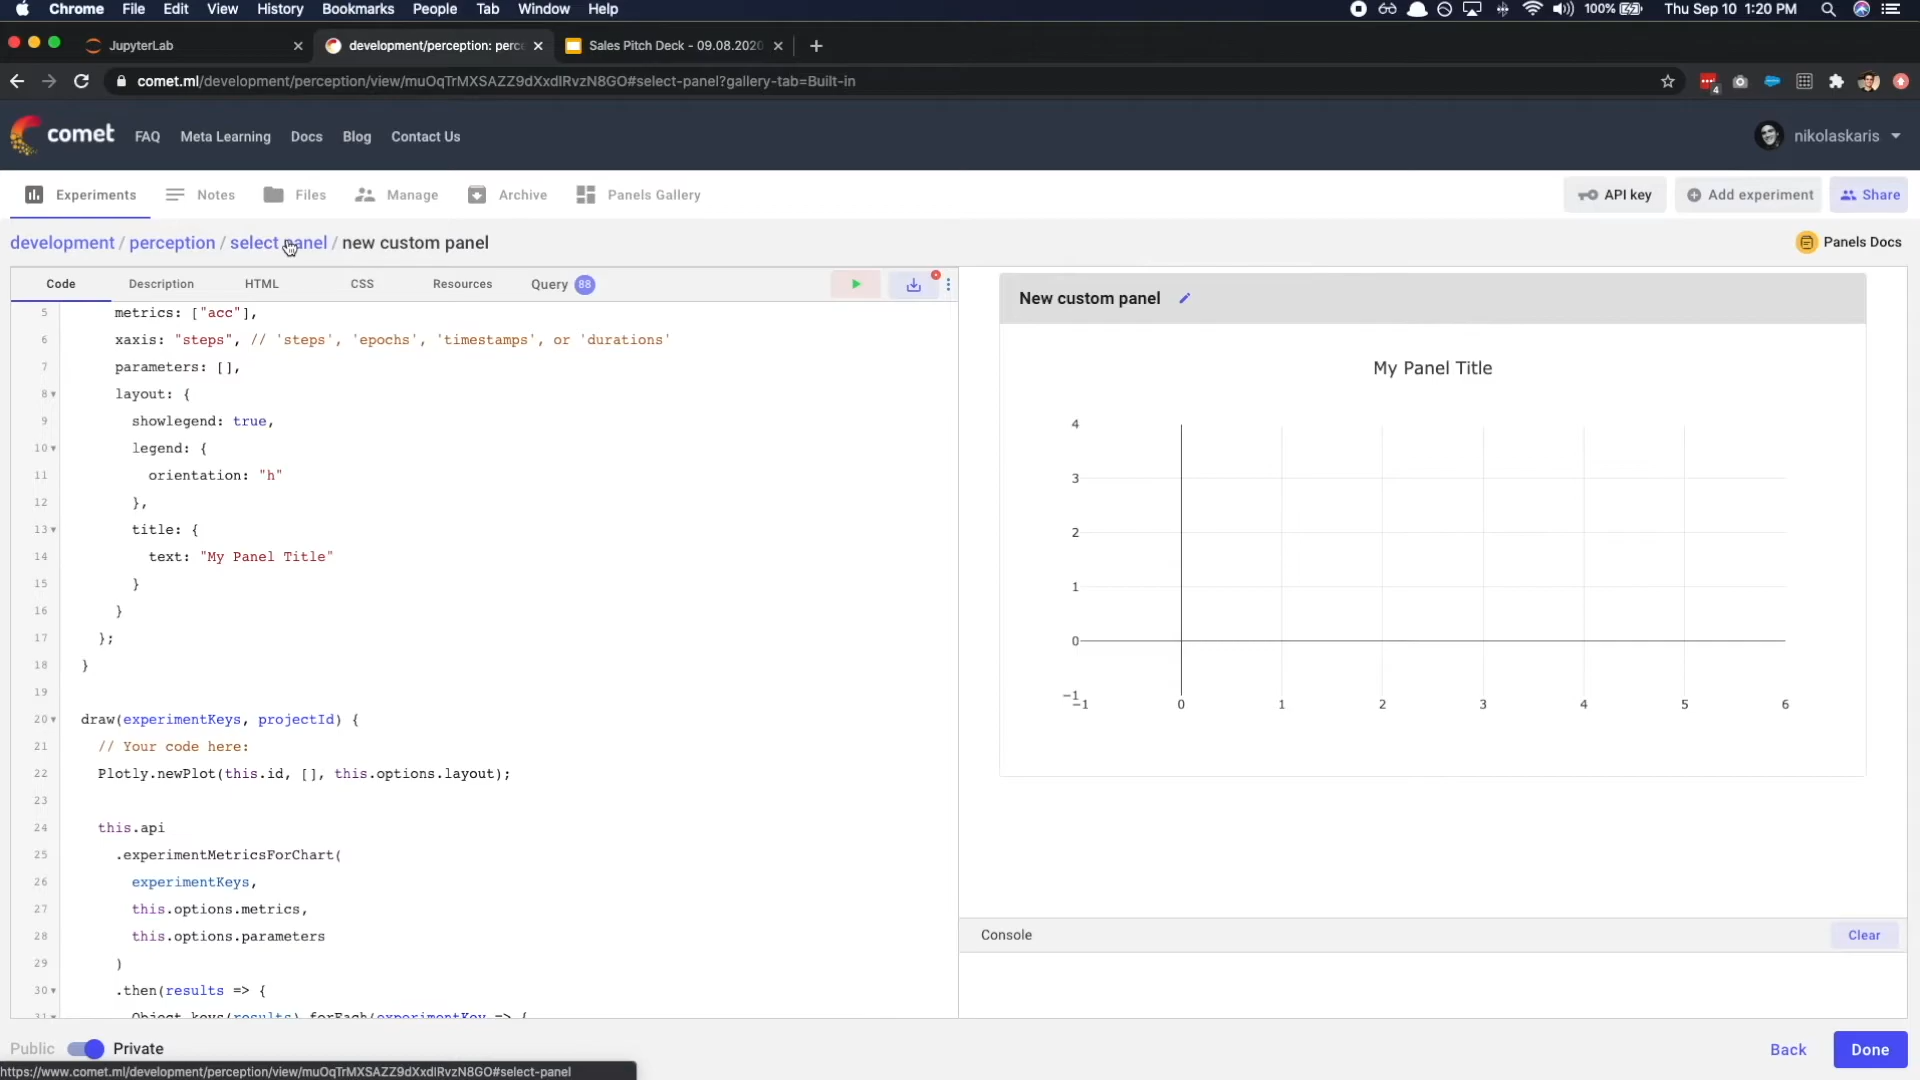 Chrome File Edit View History Bookmarks People Tab Window Help 100% Thu Sep 10 1:20 PM
JupyterLab development/perception: perc Sales Pitch Deck - 09.08.2020
comet.ml/development/perception/view/muOqTrMXSAZZ9dXxdlRvzN8GO#select-panel?gallery-tab=Built-in 4
comet FAQ Meta Learning Docs Blog Contact Us nikolaskaris
Experiments Notes Files Manage Archive Panels Gallery API key Add experiment Share
development / perception / select panel / new custom panel Panels Docs
Code Description HTML CSS Resources Query 88
5 metrics: ["acc"],
6 xaxis: "steps", // 'steps', 'epochs', 'timestamps', or 'durations'
7 parameters: [],
8 layout: {
9 showlegend: true,
10 legend: {
11 orientation: "h"
12 },
13 title: {
14 text: "My Panel Title"
15 }
16 }
17 };
18 }
19
20 draw(experimentKeys, projectId) {
21 // Your code here:
22 Plotly.newPlot(this.id, [], this.options.layout);
23
24 this.api
25 .experimentMetricsForChart(
26 experimentKeys,
27 this.options.metrics,
28 this.options.parameters
29 )
30 .then(results => {
31 Object.keys(results).forEach(experimentKey => {
New custom panel
My Panel Title
4
3
2
1
0
−1
−1 0 1 2 3 4 5 6
Console Clear
Public Private Back Done
https://www.comet.ml/development/perception/view/muOqTrMXSAZZ9dXxdlRvzN8GO#select-panel